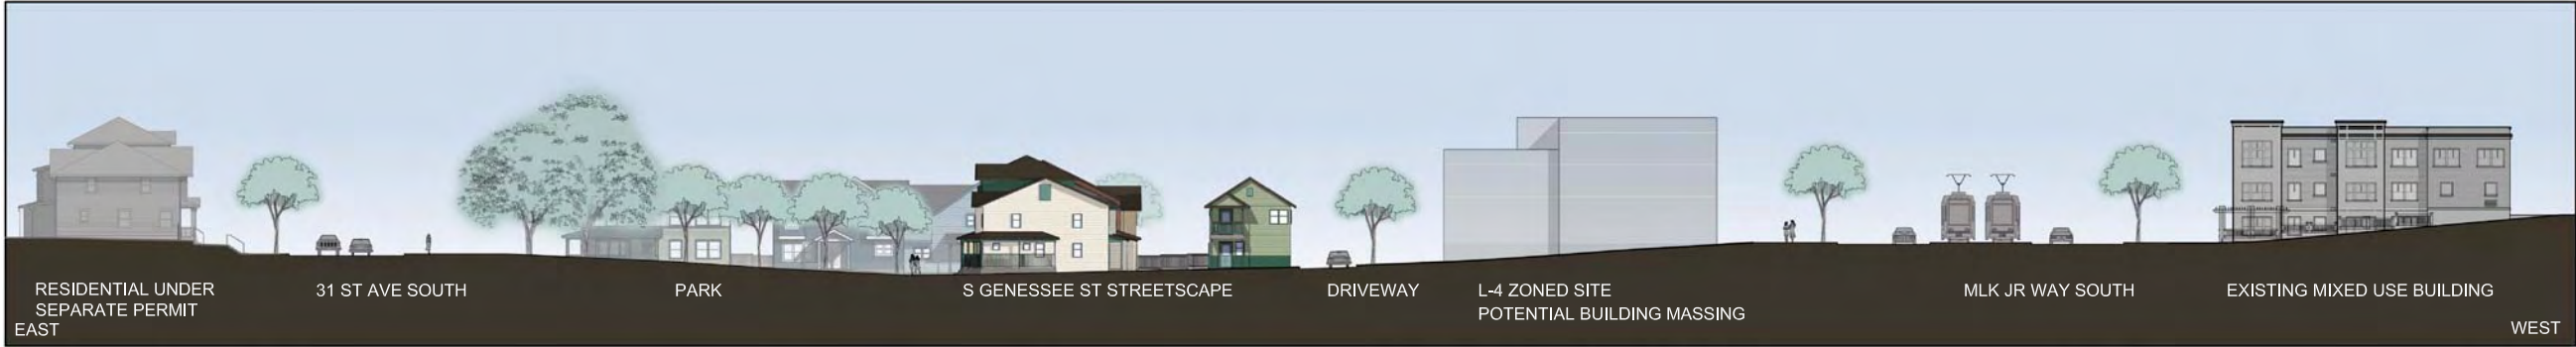 RESIDENTIAL UNDER
SEPARATE PERMIT
EAST
31 ST AVE SOUTH
PARK
S GENESSEE ST STREETSCAPE
DRIVEWAY
L-4 ZONED SITE
POTENTIAL BUILDING MASSING
MLK JR WAY SOUTH
EXISTING MIXED USE BUILDING
WEST